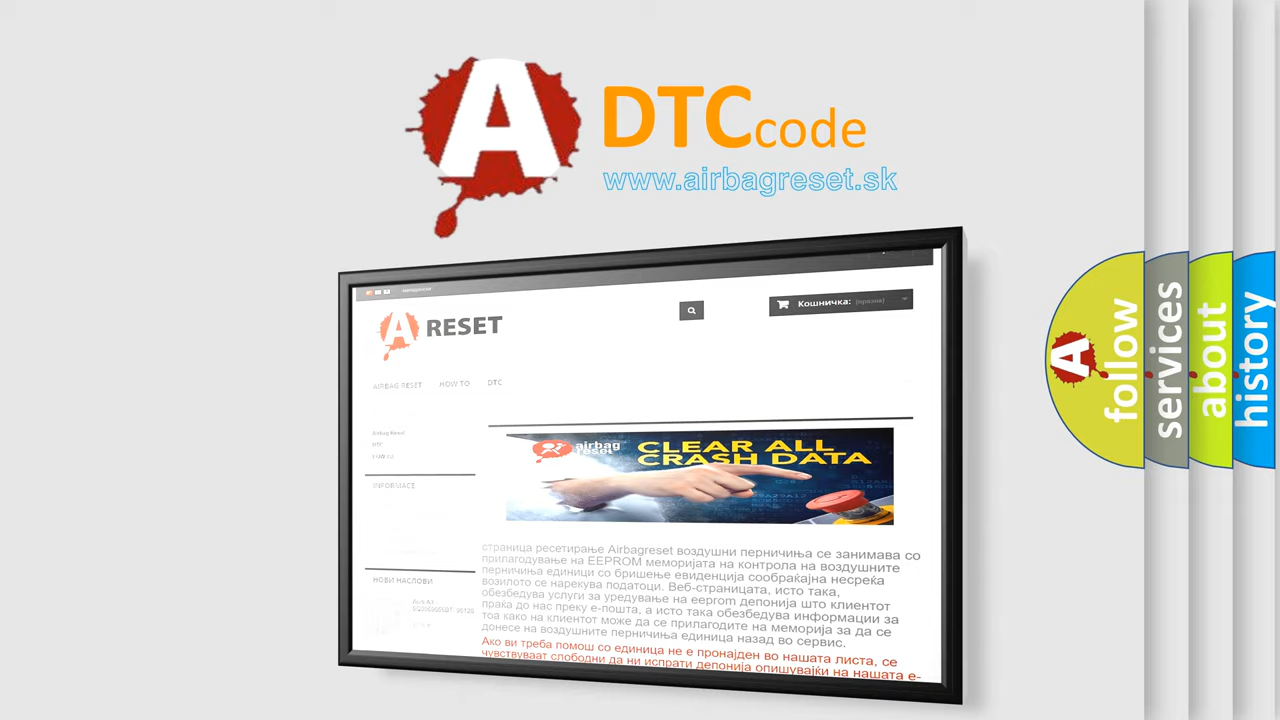 A
DTCcode
www.airbagreset.sk
A RESET
Кошничка: (празни)
AIRBAG RESET HOW TO DTC
Airbag Reset
DTC
HOW TO
INFORMACE
НОВИ НАСЛОВИ
airbag
reset
CLEAR ALL
CRASH DATA
страница ресетирање Airbagreset воздушни перничиња се занимава со
прилагодување на EEPROM меморијата на контрола на воздушните
перничиња единици со бришење евиденција сообраќајна несреќа
возилото се нарекува податоци. Веб-страницата, исто така,
обезбедува услуги за уредување на eeprom депонија што клиентот
праќа до нас преку е-пошта, а исто така обезбедува информации за
тоа како на клиентот може да се прилагодите на меморија за да се
донесе на воздушните перничиња единица назад во сервис.
Ако ви треба помош со единица не е пронајден во нашата листа, се
чувствуваат слободни да ни испрати депонија опишувајќи на нашата е-
A follow
services
about
history